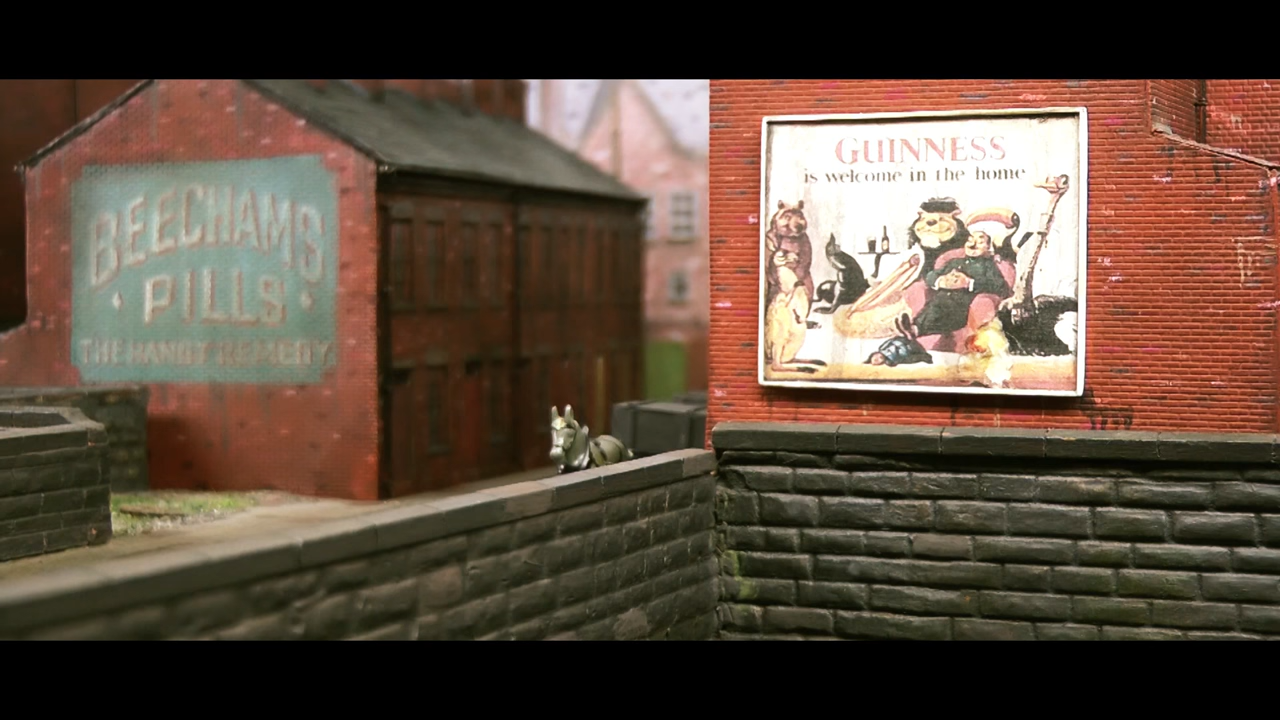 BEECHAMS
PILLS
THE HANDY REMEDY
GUINNESS
is welcome in the home